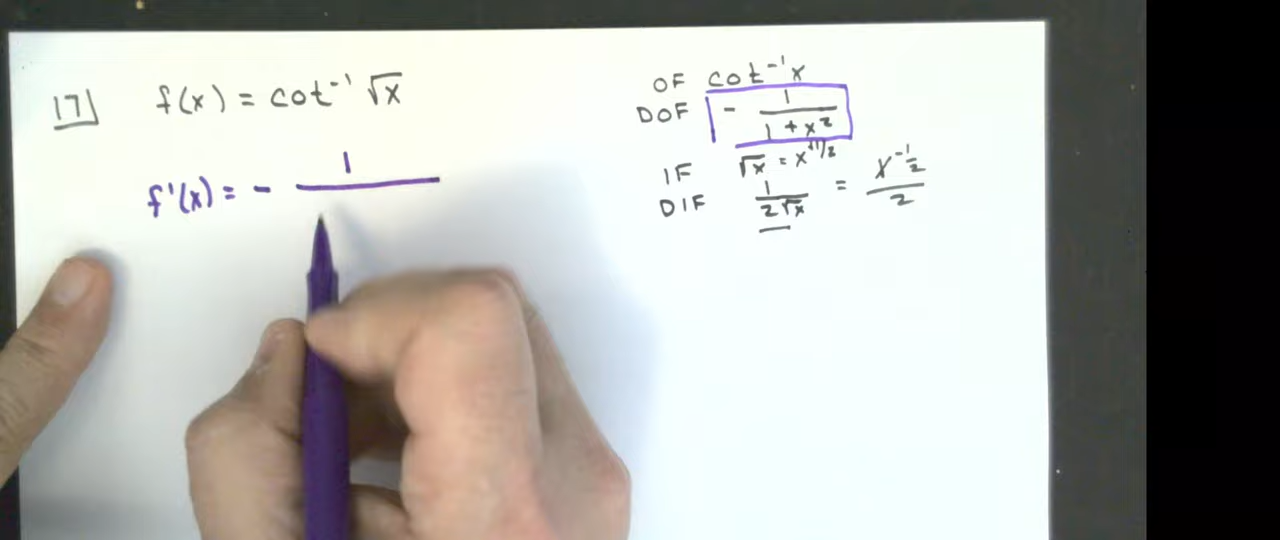 17] f(x) = cot⁻¹ √x
f'(x) = - 1
OF cot⁻¹x
DOF - 1/(1 + x²)
IF √x = x^(1/2)
DIF 1/(2√x) = x^(-1/2)/2